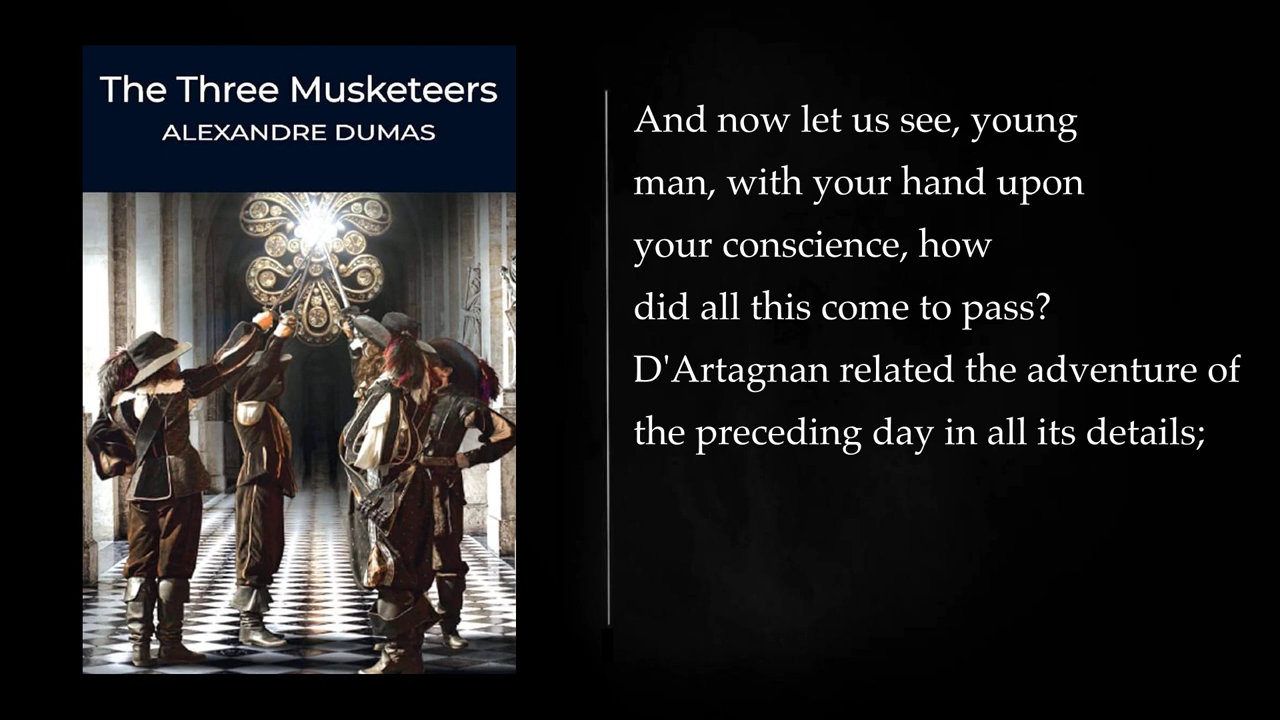 The Three Musketeers
ALEXANDRE DUMAS
And now let us see, young
man, with your hand upon
your conscience, how
did all this come to pass?
D'Artagnan related the adventure of
the preceding day in all its details;